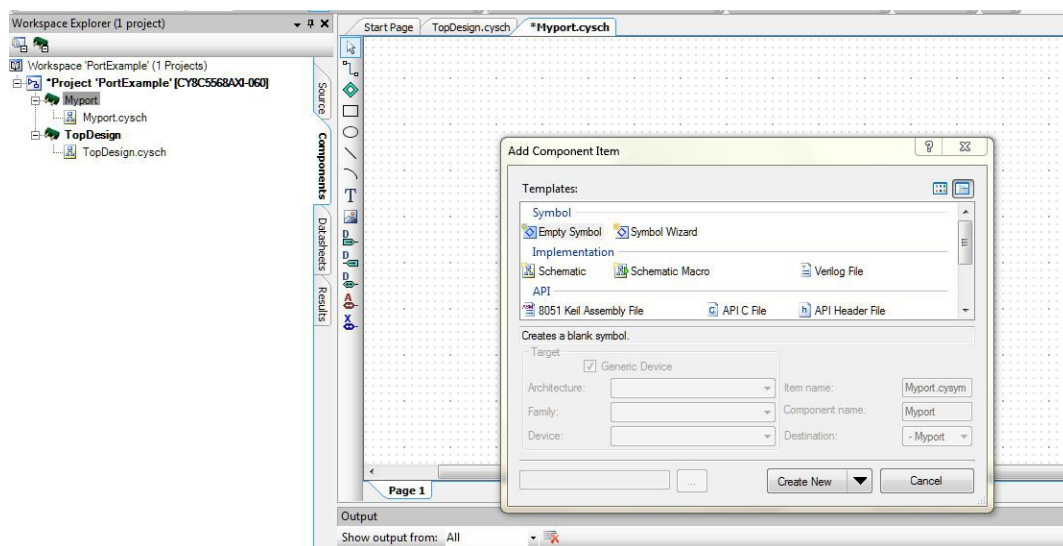 Workspace Explorer (1 project)
Workspace 'PortExample' (1 Projects)
*Project 'PortExample' [CY8C5568AXI-060]
Myport
Myport.cysch
TopDesign
TopDesign.cysch
Source
Components
Datasheets
Results
Start Page
TopDesign.cysch
*Myport.cysch
Add Component Item
Templates:
Symbol
Empty Symbol
Symbol Wizard
Implementation
Schematic
Schematic Macro
Verilog File
API
8051 Keil Assembly File
API C File
API Header File
Creates a blank symbol.
Target
Generic Device
Architecture:
Family:
Device:
Item name:
Myport.cysym
Component name:
Myport
Destination:
- Myport
...
Create New
Cancel
Page 1
Output
Show output from: All